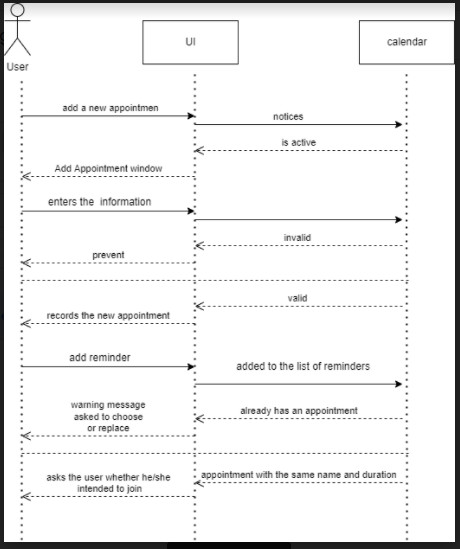 UI
calendar
User
add a new appointmen
notices
is active
Add Appointment window
enters the information
invalid
prevent
valid
records the new appointment
add reminder
added to the list of reminders
warning message
asked to choose
or replace
already has an appointment
asks the user whether he/she
intended to join
appointment with the same name and duration